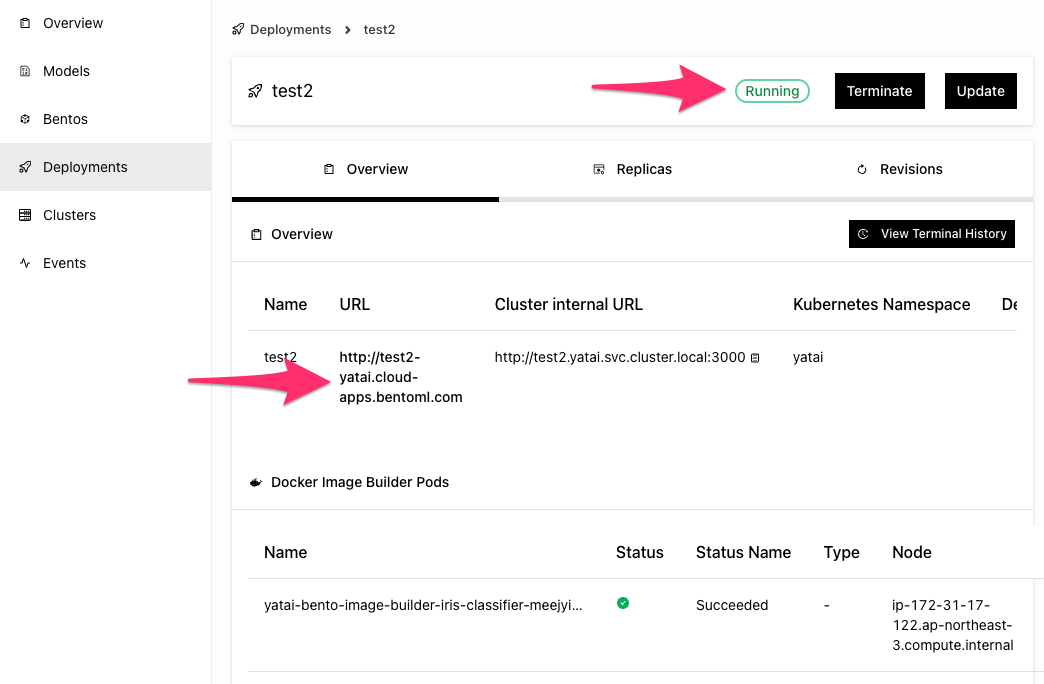 Overview
Models
Bentos
Deployments
Clusters
Events
Deployments > test2
test2
Running
Terminate
Update
Overview
Replicas
Revisions
Overview
View Terminal History
Name URL Cluster internal URL Kubernetes Namespace De
test2 http://test2- http://test2.yatai.svc.cluster.local:3000 yatai
yatai.cloud-
apps.bentoml.com
Docker Image Builder Pods
Name Status Status Name Type Node
yatai-bento-image-builder-iris-classifier-meejyi... Succeeded - ip-172-31-17-
122.ap-northeast-
3.compute.internal